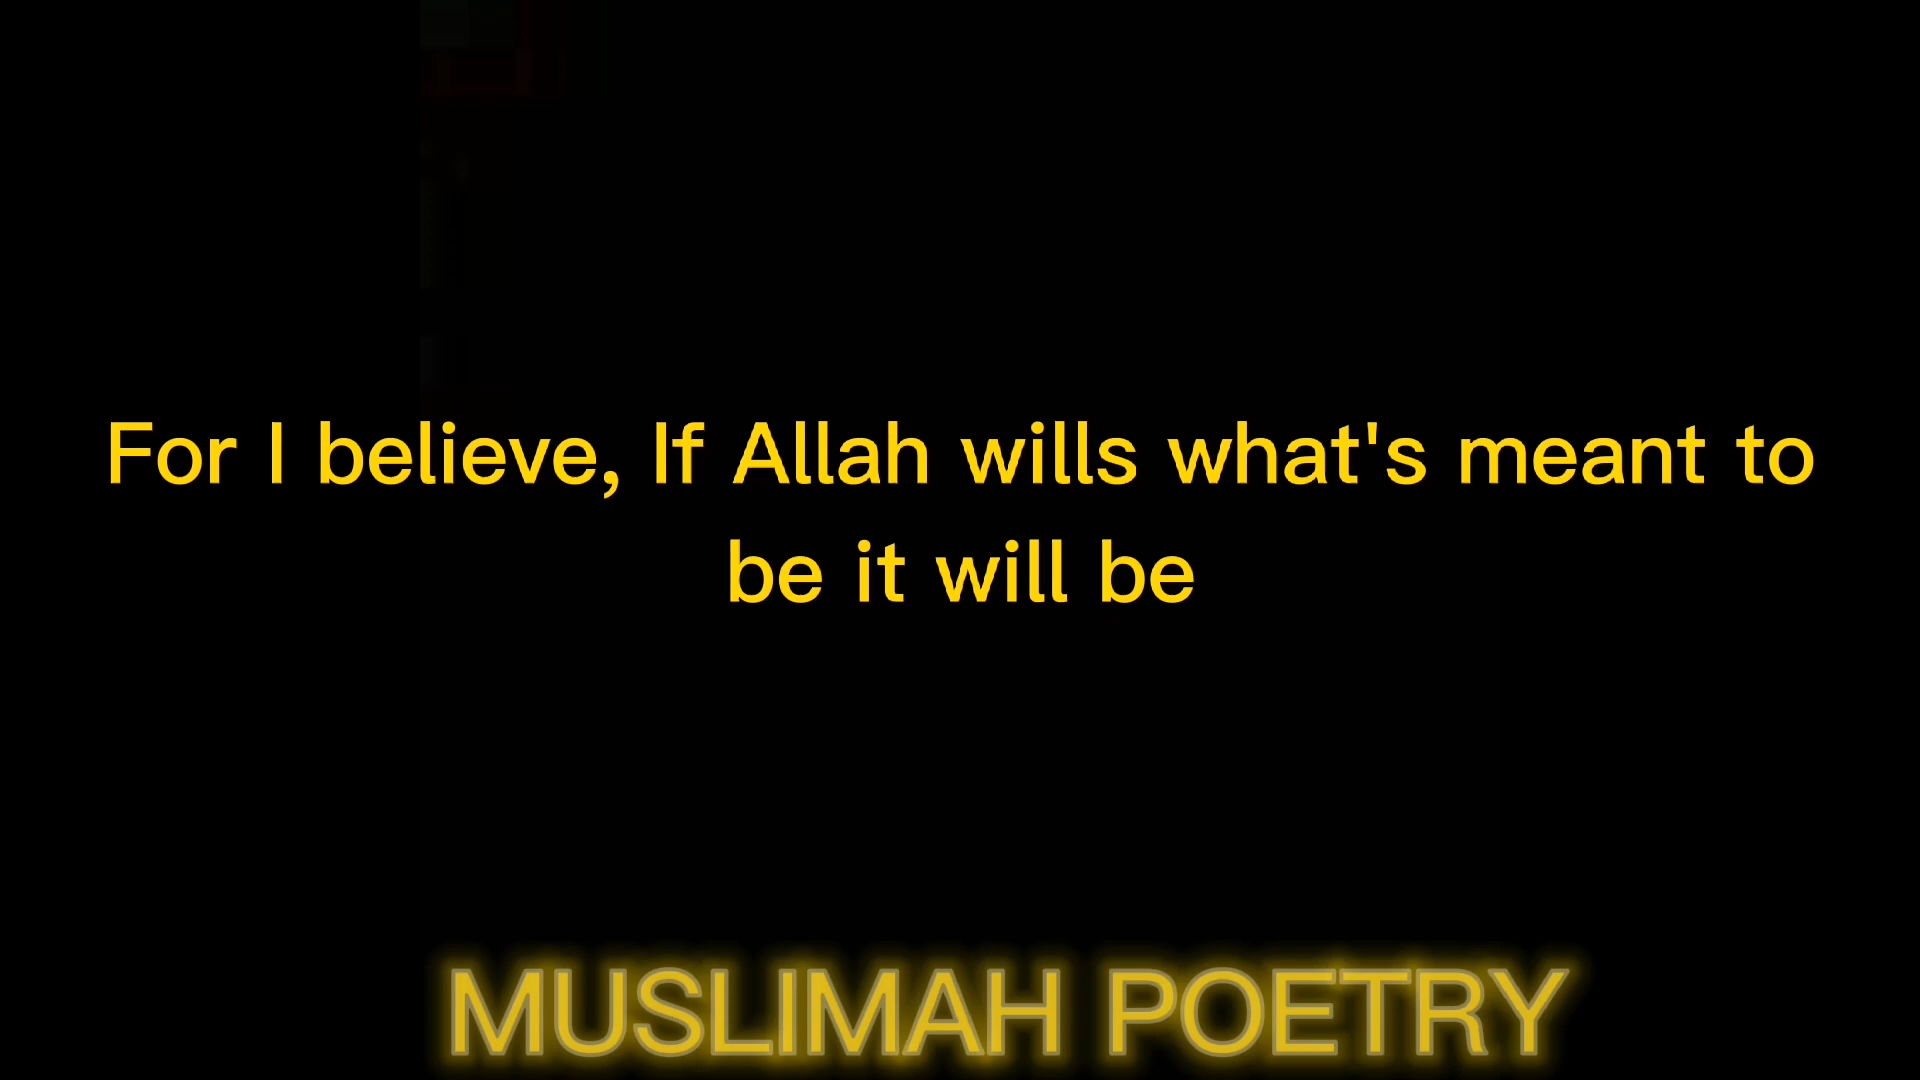 For I believe, If Allah wills what's meant to
be it will be
MUSLIMAH POETRY